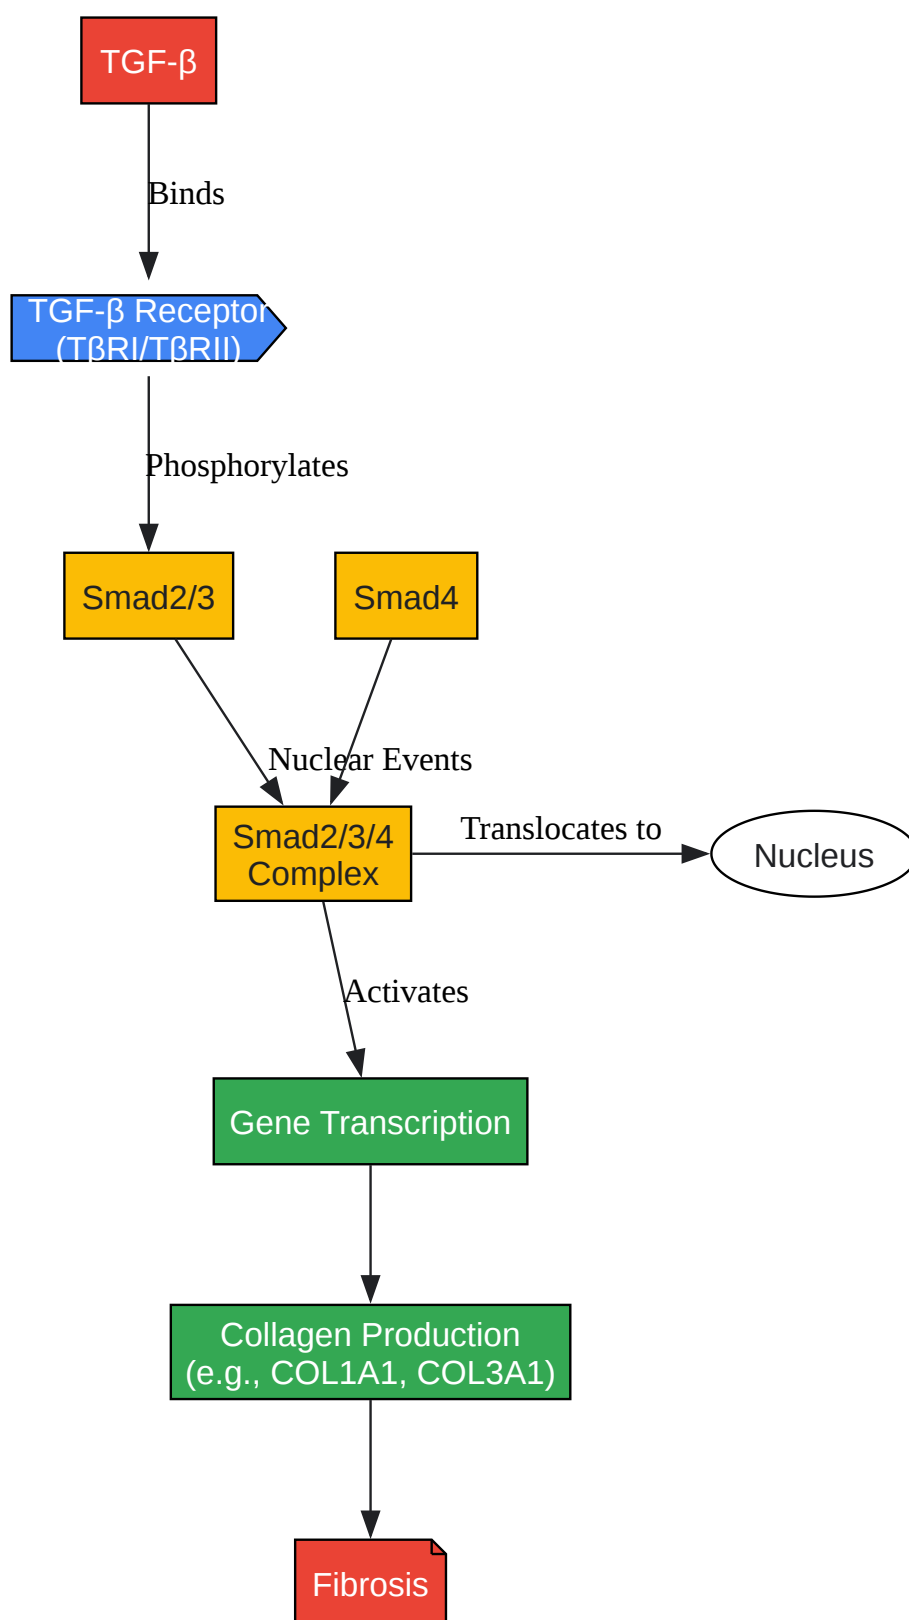 TGF-β
Binds
TGF-β Receptor
(TβRI/TβRII)
Phosphorylates
Smad2/3
Smad4
Nuclear Events
Smad2/3/4
Complex
Translocates to
Nucleus
Activates
Gene Transcription
Collagen Production
(e.g., COL1A1, COL3A1)
Fibrosis